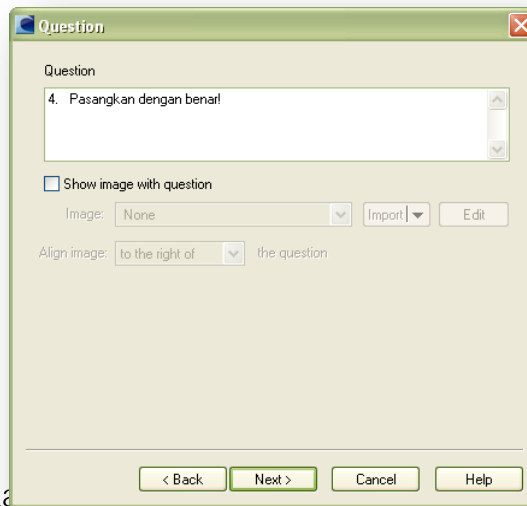 Question
Question
4. Pasangkan dengan benar!
Show image with question
Image: None Import Edit
Align image: to the right of the question
< Back Next > Cancel Help